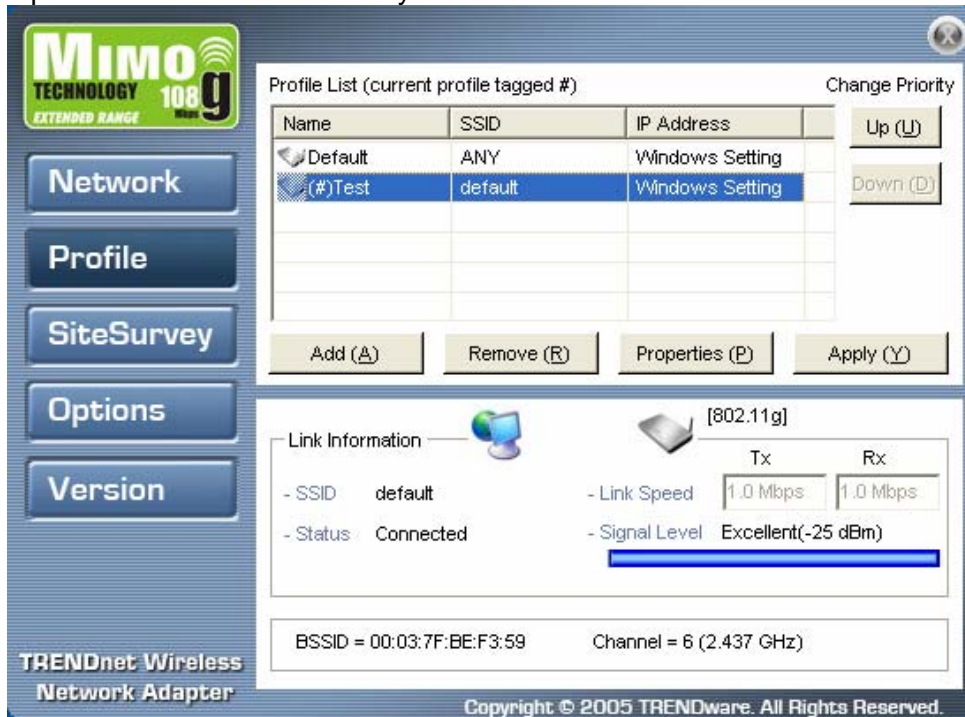 MIMO g
TECHNOLOGY 108 Mbps
EXTENDED RANGE
Network
Profile
SiteSurvey
Options
Version
TRENDnet Wireless
Network Adapter
Profile List (current profile tagged #)
Change Priority
Name SSID IP Address
Default ANY Windows Setting
(#)Test default Windows Setting
Up (U)
Down (D)
Add (A) Remove (R) Properties (P) Apply (Y)
Link Information
[802.11g]
Tx Rx
- SSID default
- Link Speed 1.0 Mbps 1.0 Mbps
- Status Connected
- Signal Level Excellent(-25 dBm)
BSSID = 00:03:7F:BE:F3:59 Channel = 6 (2.437 GHz)
Copyright © 2005 TRENDware. All Rights Reserved.